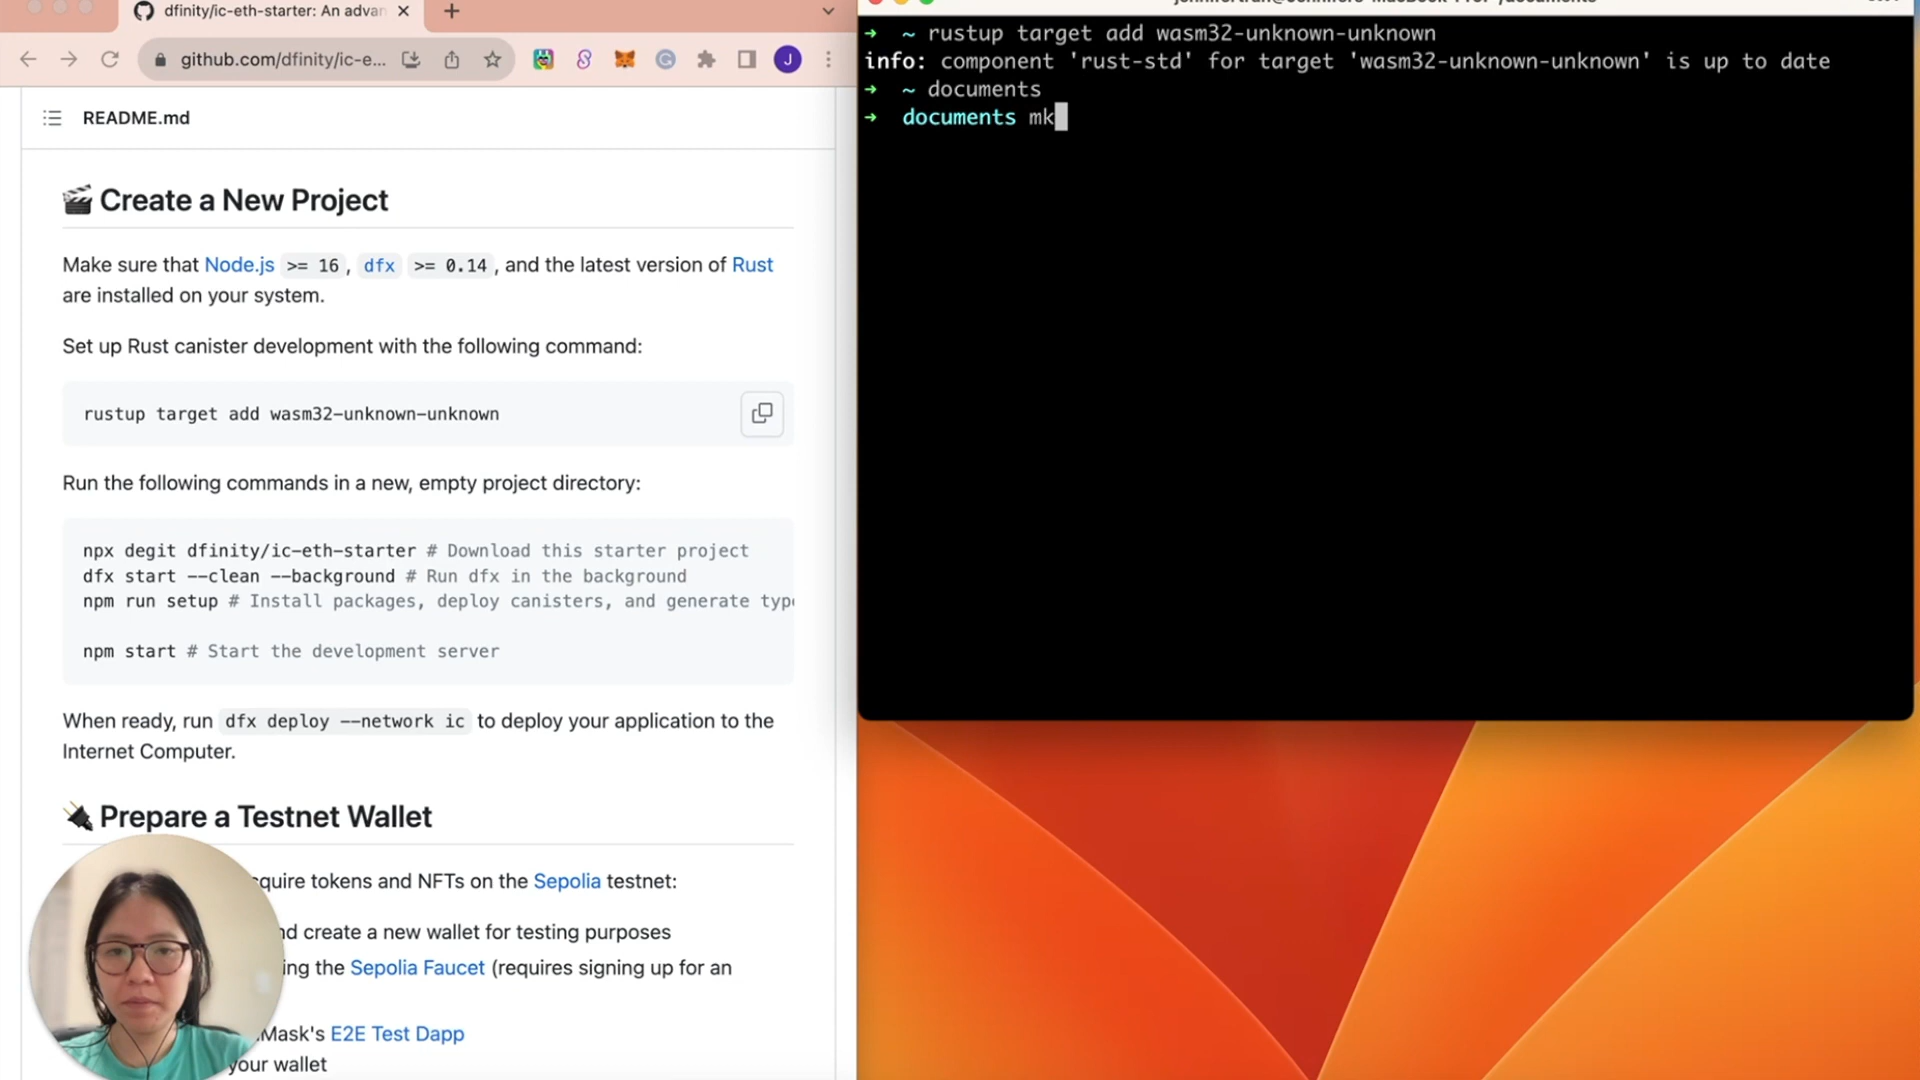 dfinity/ic-eth-starter: An advan
github.com/dfinity/ic-e...
J
README.md
🎬 Create a New Project
Make sure that Node.js >= 16 , dfx >= 0.14 , and the latest version of Rust
are installed on your system.
Set up Rust canister development with the following command:
rustup target add wasm32-unknown-unknown
Run the following commands in a new, empty project directory:
npx degit dfinity/ic-eth-starter # Download this starter project
dfx start --clean --background # Run dfx in the background
npm run setup # Install packages, deploy canisters, and generate type
npm start # Start the development server
When ready, run dfx deploy --network ic to deploy your application to the
Internet Computer.
🔌 Prepare a Testnet Wallet
quire tokens and NFTs on the Sepolia testnet:
nd create a new wallet for testing purposes
ing the Sepolia Faucet (requires signing up for an
Mask's E2E Test Dapp
your wallet
→ ~ rustup target add wasm32-unknown-unknown
info: component 'rust-std' for target 'wasm32-unknown-unknown' is up to date
→ ~ documents
→ documents mk